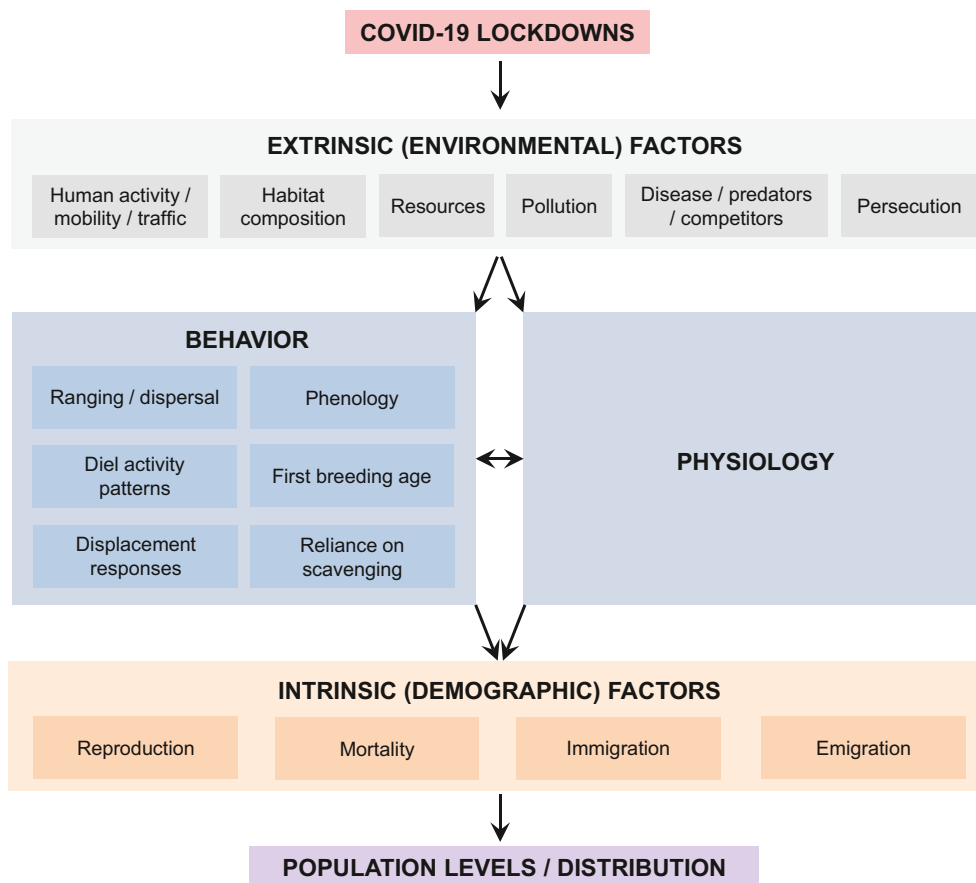 COVID-19 LOCKDOWNS
EXTRINSIC (ENVIRONMENTAL) FACTORS
Human activity /
mobility / traffic
Habitat
composition
Resources
Pollution
Disease / predators
/ competitors
Persecution
BEHAVIOR
Ranging / dispersal
Phenology
Diel activity
patterns
First breeding age
Displacement
responses
Reliance on
scavenging
PHYSIOLOGY
INTRINSIC (DEMOGRAPHIC) FACTORS
Reproduction
Mortality
Immigration
Emigration
POPULATION LEVELS / DISTRIBUTION